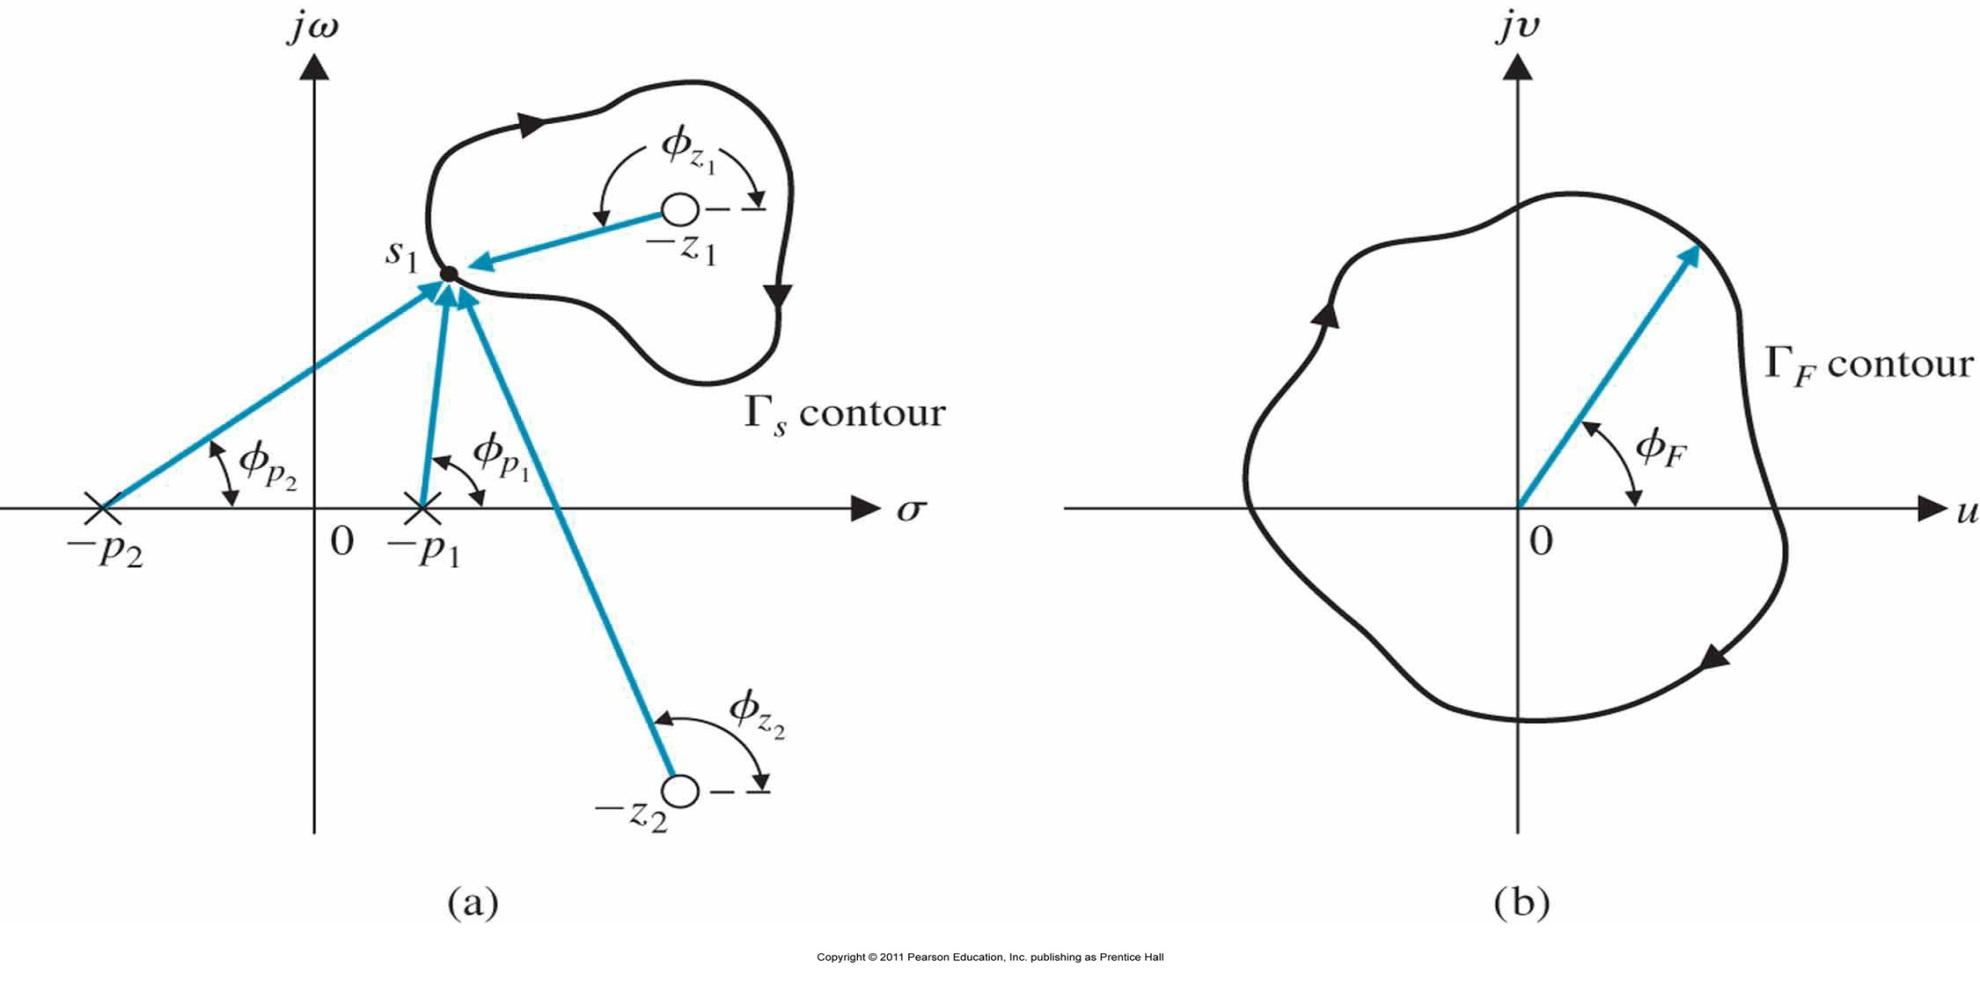 jω
ϕz₁
−z₁
s₁
Γs contour
ϕp₂
ϕp₁
σ
−p₂
0
−p₁
ϕz₂
−z₂
(a)
jυ
ΓF contour
ϕF
u
0
(b)
Copyright © 2011 Pearson Education, Inc. publishing as Prentice Hall